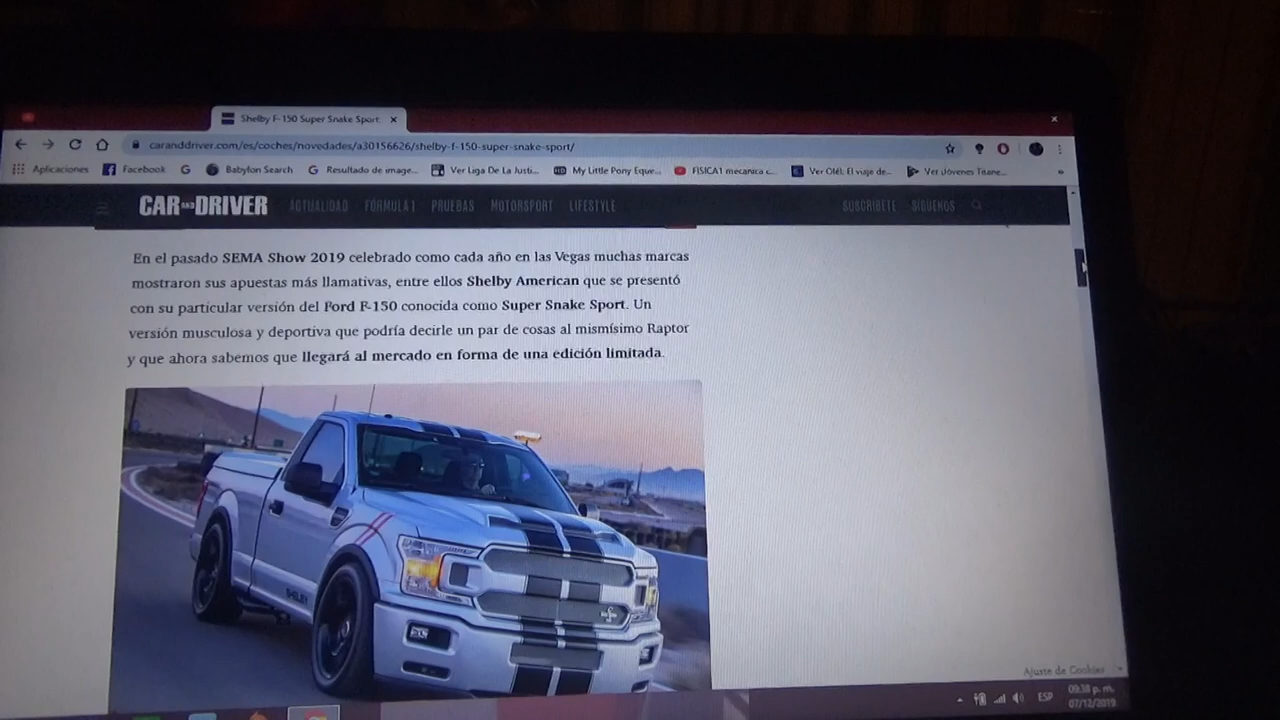 Shelby F-150 Super Snake Sport:
caranddriver.com/es/coches/novedades/a30156626/shelby-f-150-super-snake-sport/
Aplicaciones Facebook Babylon Search Resultado de image... Ver Liga De La Justi... My Little Pony Eque... FISICA1 mecanica c... Ver Olé!, El viaje de... Ver Jóvenes Titane...
CAR AND DRIVER ACTUALIDAD FÓRMULA 1 PRUEBAS MOTORSPORT LIFESTYLE SUSCRÍBETE SÍGUENOS
En el pasado SEMA Show 2019 celebrado como cada año en las Vegas muchas marcas
mostraron sus apuestas más llamativas, entre ellos Shelby American que se presentó
con su particular versión del Ford F-150 conocida como Super Snake Sport. Un
versión musculosa y deportiva que podría decirle un par de cosas al mismísimo Raptor
y que ahora sabemos que llegará al mercado en forma de una edición limitada.
SHELBY
Ajuste de Cookies
ESP
09:38 p. m.
07/12/2019